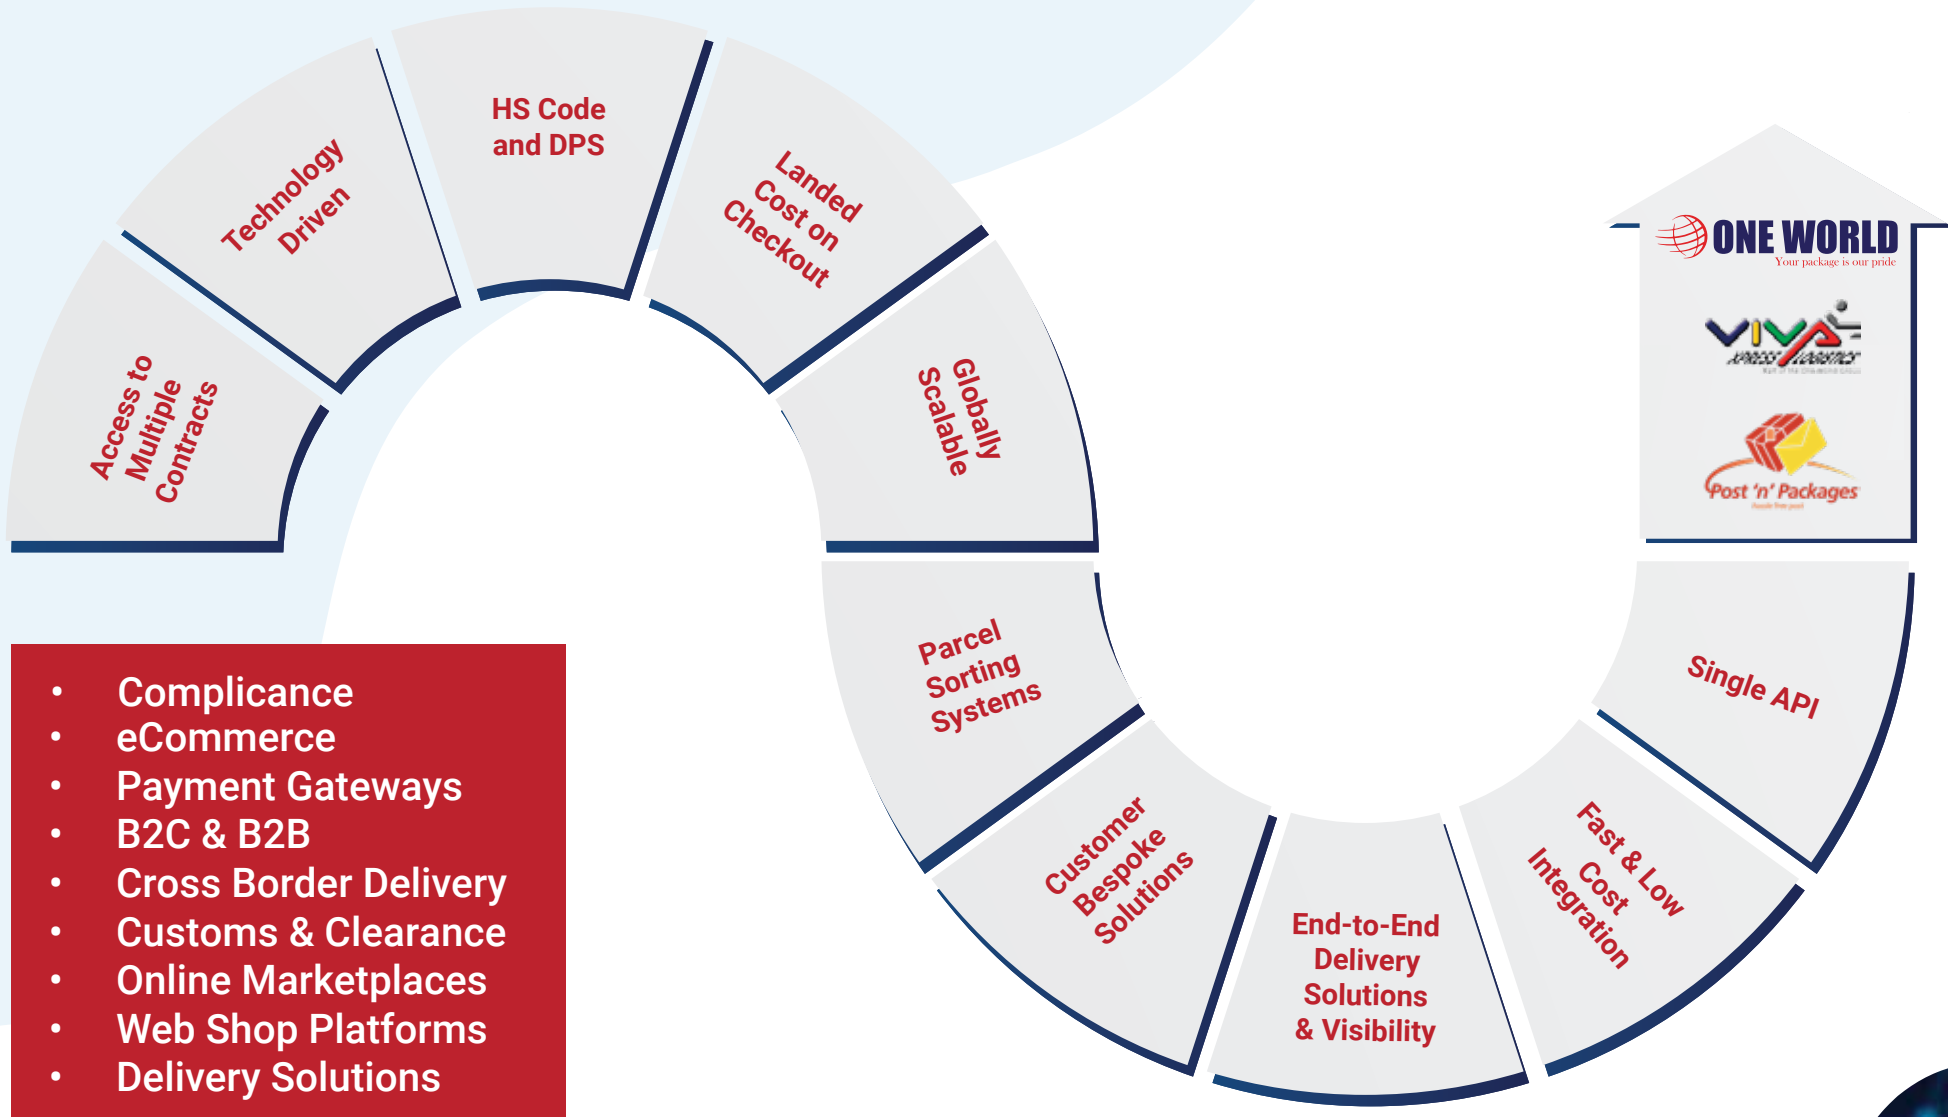 Access to
Multiple
Contracts
Technology
Driven
HS Code
and DPS
Landed
Cost on
Checkout
Globally
Scalable
Parcel
Sorting
Systems
Customer
Bespoke
Solutions
End-to-End
Delivery
Solutions
& Visibility
Fast & Low
Cost
Integration
Single API
ONE WORLD
Your package is our pride
VIVA
XPRESS LOGISTICS
Post 'n' Packages
• Complicance
• eCommerce
• Payment Gateways
• B2C & B2B
• Cross Border Delivery
• Customs & Clearance
• Online Marketplaces
• Web Shop Platforms
• Delivery Solutions